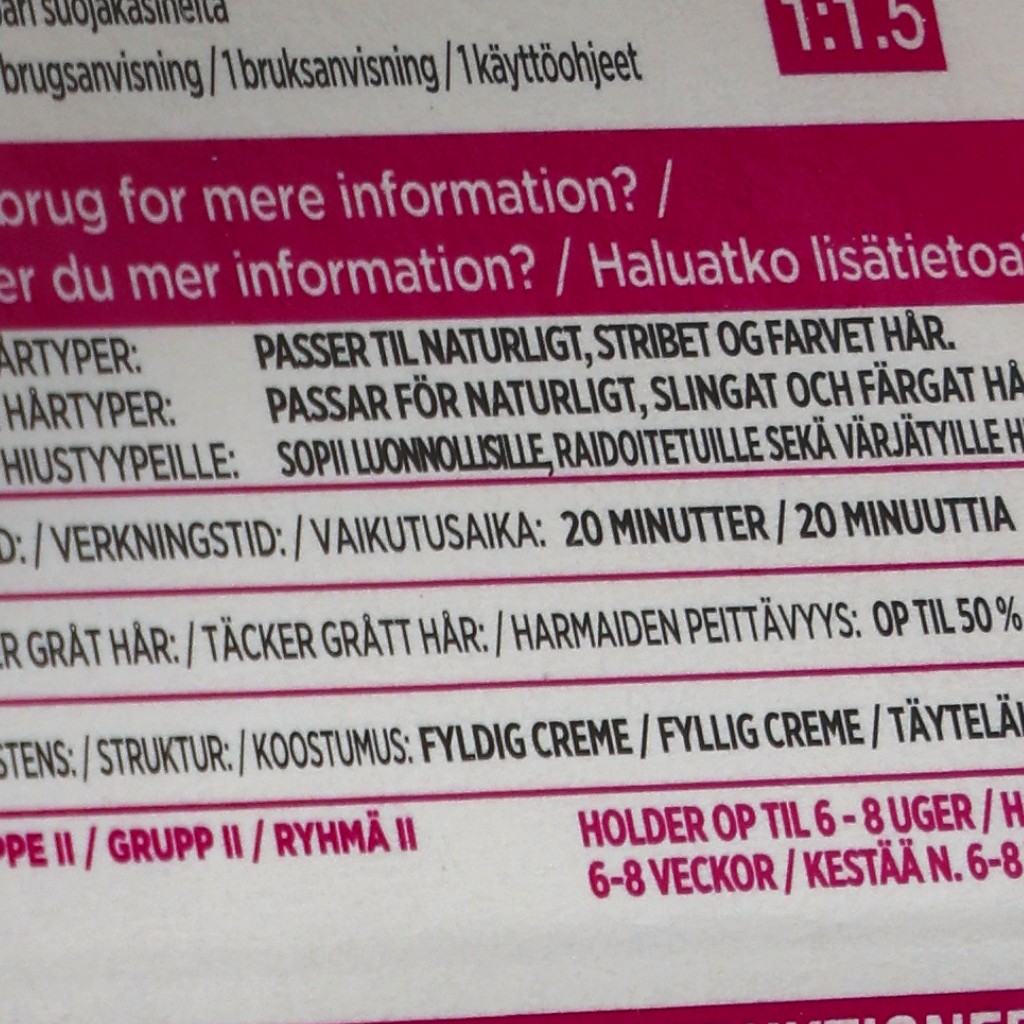 suojakäsineitä
brugsanvisning / 1 bruksanvisning / 1 käyttöohjeet
1:1.5
brug for mere information? /
er du mer information? / Haluatko lisätietoa
ÅRTYPER: PASSER TIL NATURLIGT, STRIBET OG FARVET HÅR.
HÅRTYPER: PASSAR FÖR NATURLIGT, SLINGAT OCH FÄRGAT HÅ
HIUSTYYPEILLE: SOPII LUONNOLLISILLE, RAIDOITETUILLE SEKÄ VÄRJÄTYILLE H
D: / VERKNINGSTID: / VAIKUTUSAIKA: 20 MINUTTER / 20 MINUUTTIA
R GRÅT HÅR: / TÄCKER GRÅTT HÅR: / HARMAIDEN PEITTÄVYYS: OP TIL 50 %
STENS: / STRUKTUR: / KOOSTUMUS: FYLDIG CREME / FYLLIG CREME / TÄYTELÄI
PPE II / GRUPP II / RYHMÄ II
HOLDER OP TIL 6 - 8 UGER / H
6-8 VECKOR / KESTÄÄ N. 6-8